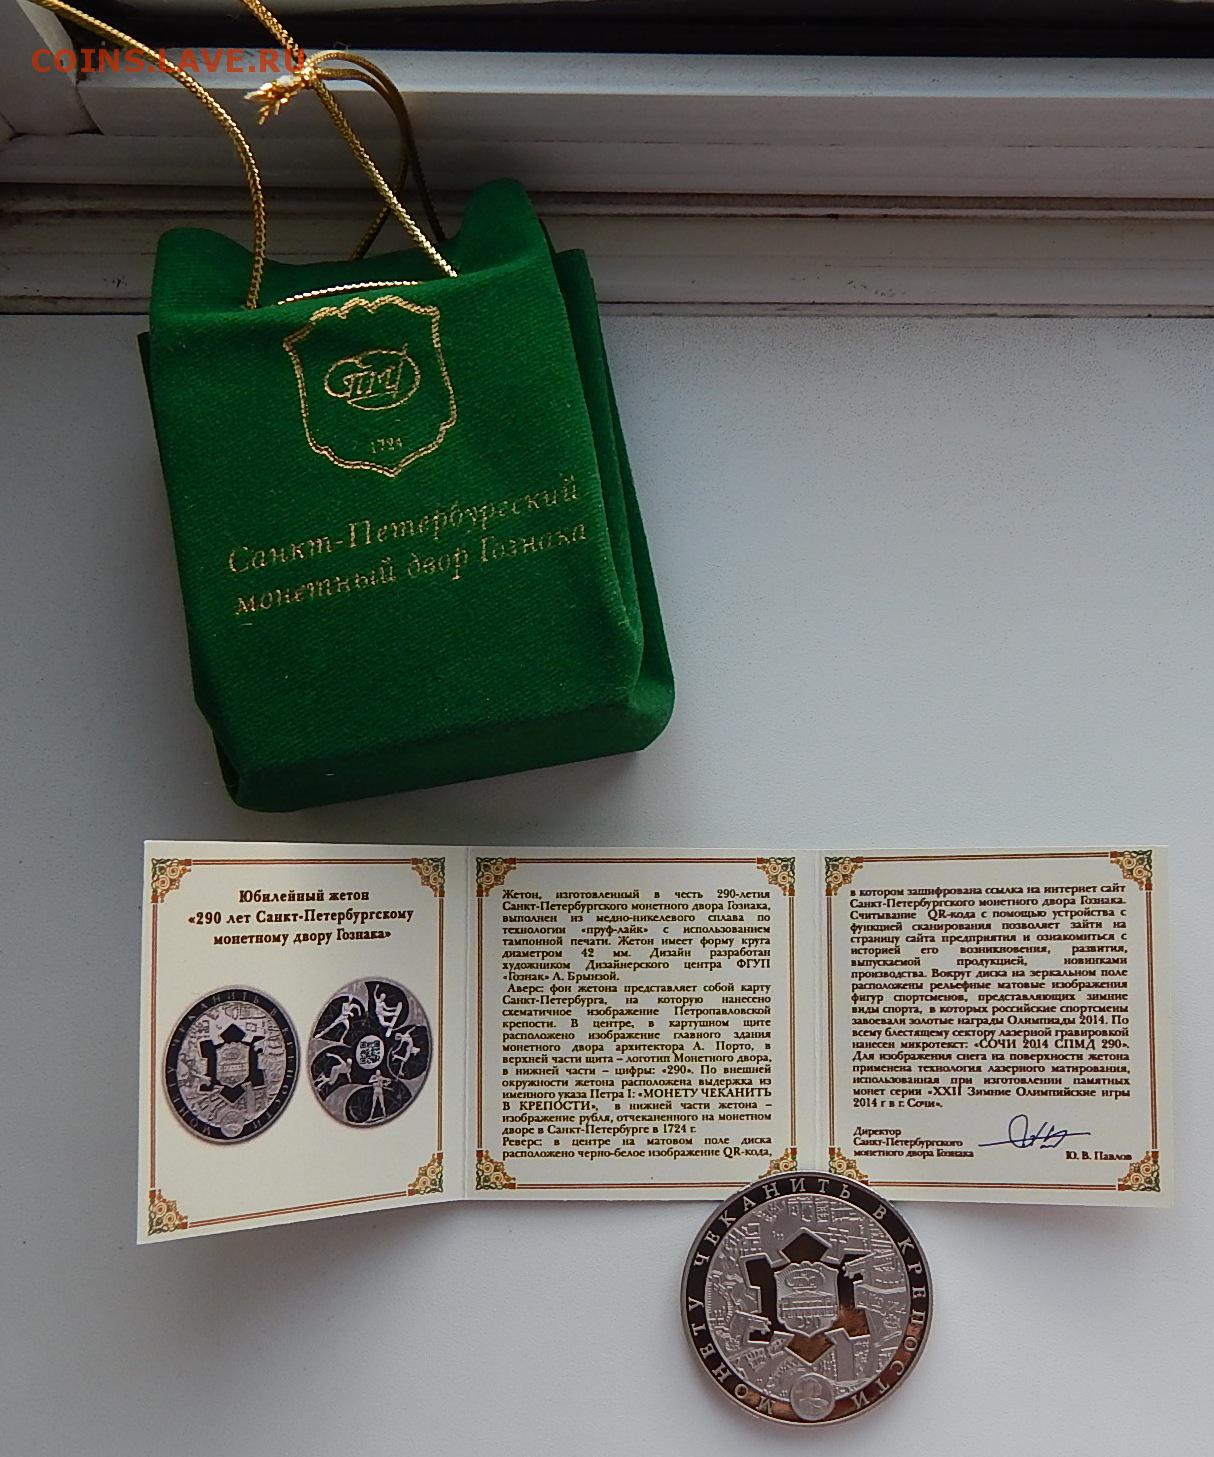 COINS.LAVE.RU
1724
Санкт-Петербургский
монетный двор Гознака
Юбилейный жетон
«290 лет Санкт-Петербургскому
монетному двору Гознака»
МОНЕТУ ЧЕКАНИТЬ В КРЕПОСТИ
Жетон, изготовленный в честь 290-летия
Санкт-Петербургского монетного двора Гознака,
выполнен из медно-никелевого сплава по
технологии «пруф-лайк» с использованием
тампонной печати. Жетон имеет форму круга
диаметром 42 мм. Дизайн разработан
художником Дизайнерского центра ФГУП
«Гознак» А. Брынзой.
Аверс: фон жетона представляет собой карту
Санкт-Петербурга, на которую нанесено
схематичное изображение Петропавловской
крепости. В центре, в картушном щите
расположено изображение главного здания
монетного двора архитектора А. Порто, в
верхней части щита – логотип Монетного двора,
в нижней части – цифры: «290». По внешней
окружности жетона расположена выдержка из
именного указа Петра I: «МОНЕТУ ЧЕКАНИТЬ
В КРЕПОСТИ», в нижней части жетона –
изображение рубля, отчеканенного на монетном
дворе в Санкт-Петербурге в 1724 г.
Реверс: в центре на матовом поле диска
расположено черно-белое изображение QR-кода,
в котором зашифрована ссылка на интернет сайт
Санкт-Петербургского монетного двора Гознака.
Считывание QR-кода с помощью устройства с
функцией сканирования позволяет зайти на
страницу сайта предприятия и ознакомиться с
историей его возникновения, развития,
выпускаемой продукцией, новинками
производства. Вокруг диска на зеркальном поле
расположены рельефные матовые изображения
фигур спортсменов, представляющих зимние
виды спорта, в которых российские спортсмены
завоевали золотые награды Олимпиады 2014. По
всему блестящему сектору лазерной гравировкой
нанесен микротекст: «СОЧИ 2014 СПМД 290».
Для изображения снега на поверхности жетона
применена технология лазерного матирования,
использованная при изготовлении памятных
монет серии «XXII Зимние Олимпийские игры
2014 г в г. Сочи».
Директор
Санкт-Петербургского
монетного двора Гознака
Ю. В. Павлов
МОНЕТУ ЧЕКАНИТЬ В КРЕПОСТИ
290